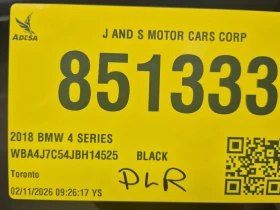 ADESA
J AND S MOTOR CARS CORP
851333
2018 BMW 4 SERIES
WBA4J7C54JBH14525 BLACK
Toronto
DLR
02/11/2026 09:26:17 YS